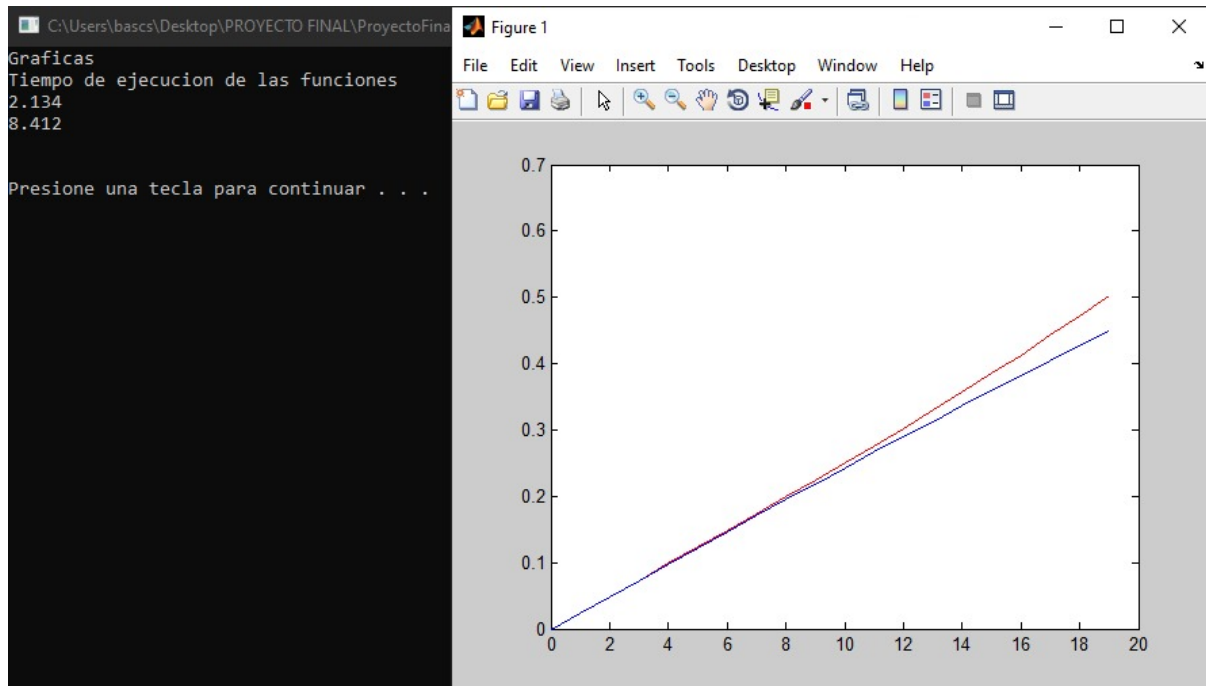 C:\Users\bascs\Desktop\PROYECTO FINAL\ProyectoFina
Graficas
Tiempo de ejecucion de las funciones
2.134
8.412
Presione una tecla para continuar . . .
Figure 1
File Edit View Insert Tools Desktop Window Help
0.7
0.6
0.5
0.4
0.3
0.2
0.1
0
0 2 4 6 8 10 12 14 16 18 20